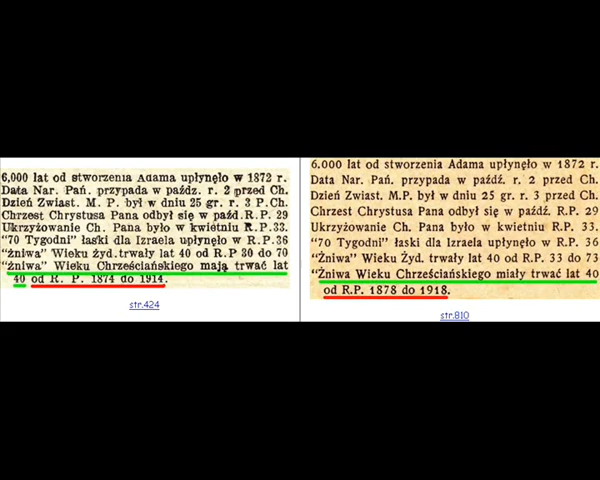 6,000 lat od stworzenia Adama upłynęło w 1872 r.
Data Nar. Pań. przypada w paźdz. r. 2 przed Ch.
Dzień Zwiast. M. P. był w dniu 25 gr. r. 3 P.Ch.
Chrzest Chrystusa Pana odbył się w paźd.R.P. 29
Ukrzyżowanie Ch. Pana było w kwietniu R.P.33.
"70 Tygodni" łaski dla Izraela upłynęło w R.P.36
"Żniwa" Wieku Żyd.trwały lat 40 od R.P 30 do 70
"Żniwa" Wieku Chrześciańskiego mają trwać lat
40 od R. P. 1874 do 1914.
str.424
6.000 lat od stworzenia Adama upłynęło w 1872 r.
Data Nar. Pań. przypada w paźdź. r. 2 przed Ch.
Dzień Zwiast. M.P. był w dniu 25 gr. r. 3 przed Ch.
Chrzest Chrystusa Pana odbył się w paźdź. R.P. 29
Ukrzyżowanie Ch. Pana było w kwietniu R.P. 33.
"70 Tygodni" łaski dla Izraela upłynęło w R.P. 36
"Żniwa" Wieku Żyd. trwały lat 40 od R.P. 33 do 73
"Żniwa Wieku Chrześciańskiego miały trwać lat 40
od R.P. 1878 do 1918.
str.810